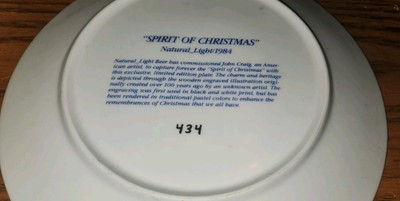 "SPIRIT OF CHRISTMAS"
Natural Light/1984
Natural Light Beer has commissioned John Craig, an Amer-
ican artist, to capture forever the "Spirit of Christmas" with
this exclusive, limited edition plate. The charm and heritage
is depicted through the wooden engraved illustration origi-
nally created over 100 years ago by an unknown artist. The
engraving was first used in black and white print, but has
been rendered in traditional pastel colors to enhance the
remembrances of Christmas that we all have.
434